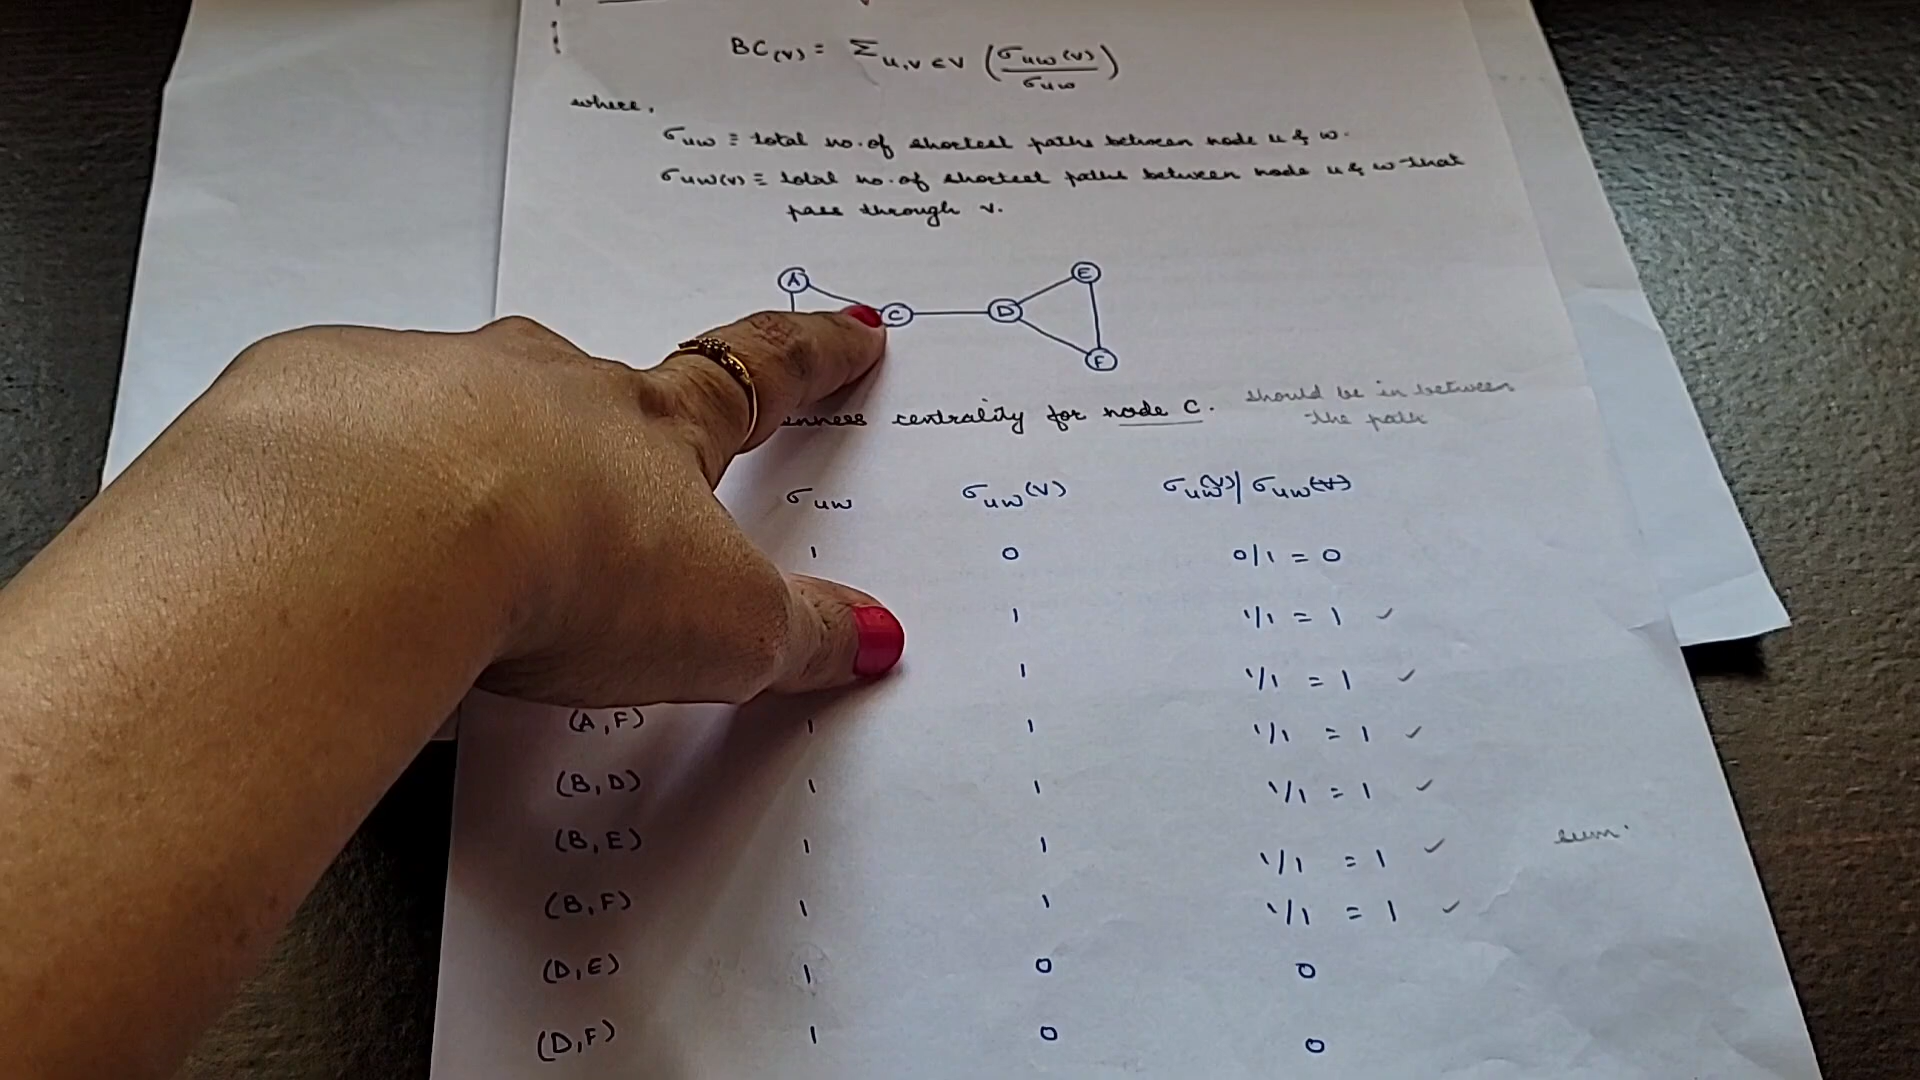 BC(v) = Σu,v∈V (σuw(v)/σuw)
where,
σuw ≡ total no. of shortest paths between node u & w.
σuw(v) ≡ total no. of shortest paths between node u & w that
pass through v.
A
E
C
D
F
enness centrality for node C. should be in between
the path
σuw σuw(v) σuw(v)/σuw
1 0 0/1 = 0
1 1/1 = 1 ✓
1 1/1 = 1 ✓
(A,F) 1 1 1/1 = 1 ✓
(B,D) 1 1 1/1 = 1 ✓
(B,E) 1 1 1/1 = 1 ✓ sum.
(B,F) 1 1 1/1 = 1 ✓
(D,E) 1 0 0
(D,F) 1 0 0